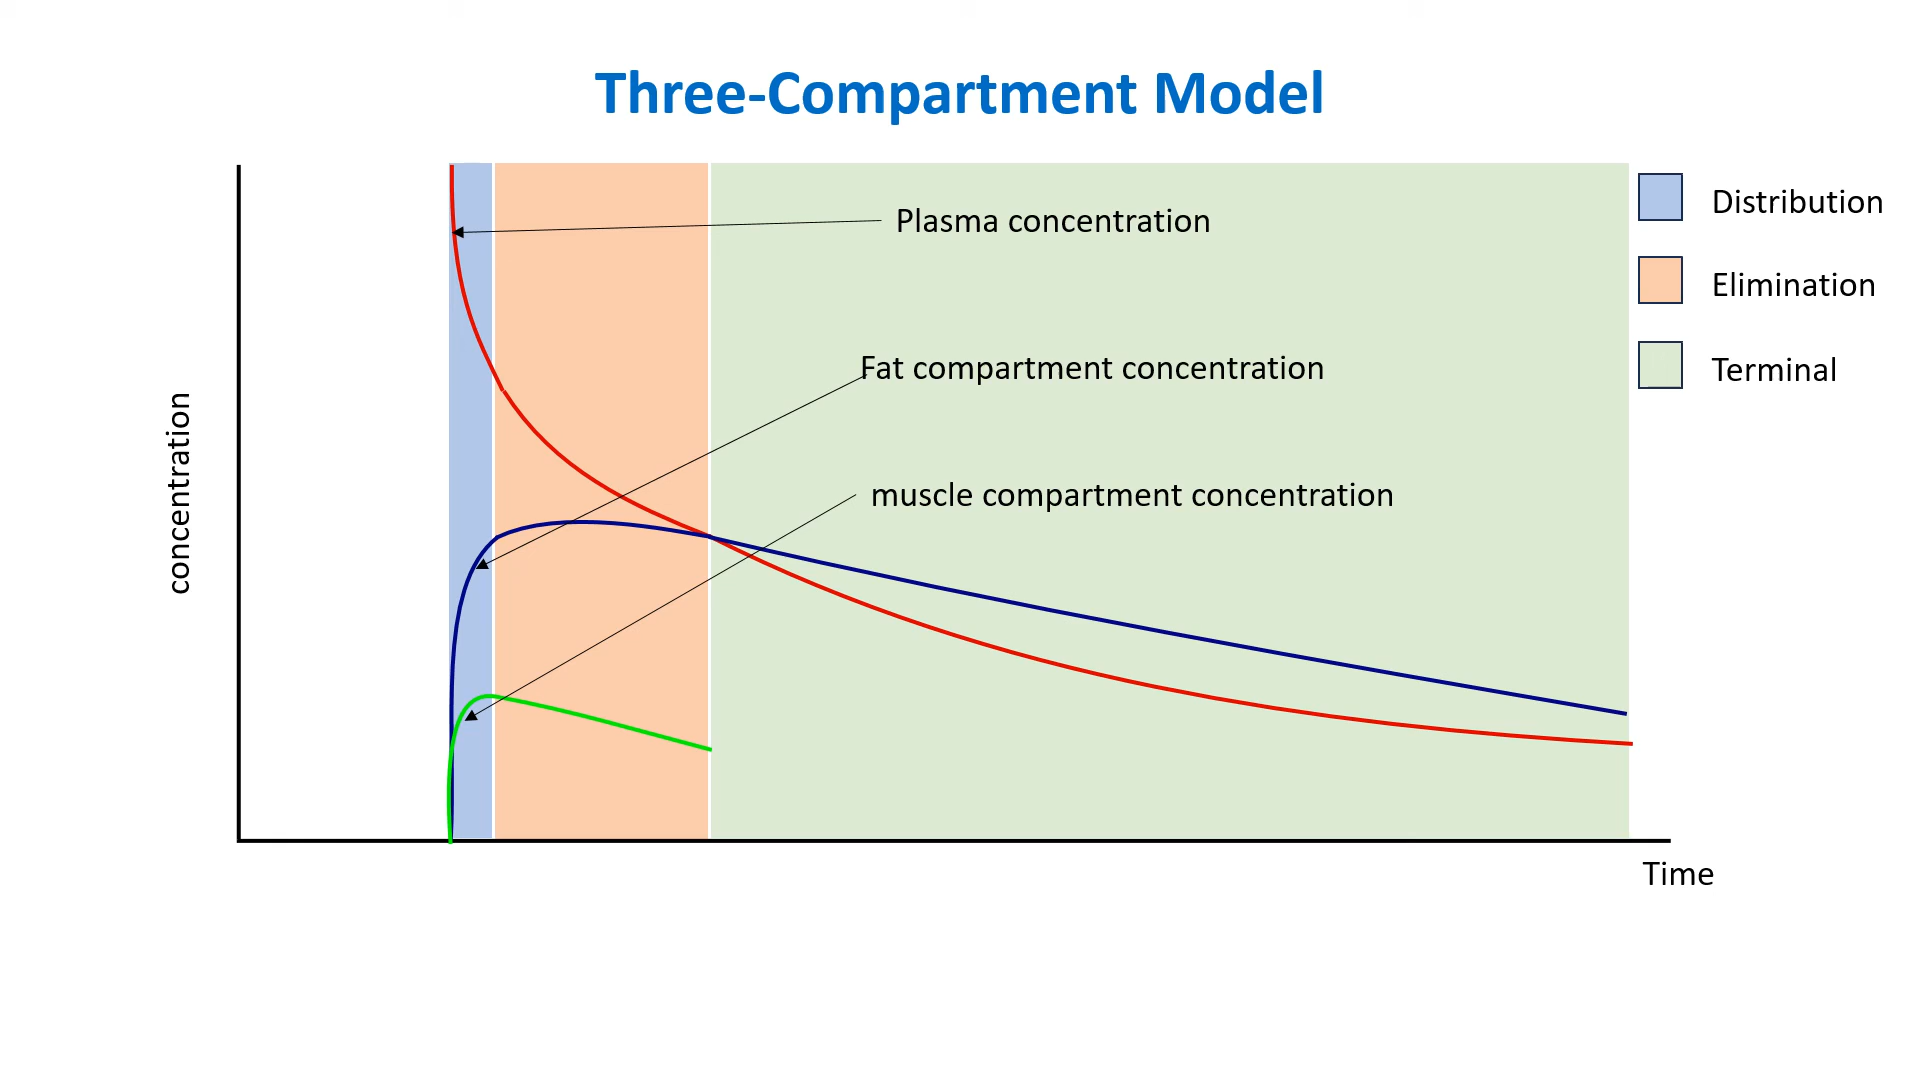 Three-Compartment Model
Plasma concentration
Fat compartment concentration
muscle compartment concentration
Distribution
Elimination
Terminal
concentration
Time